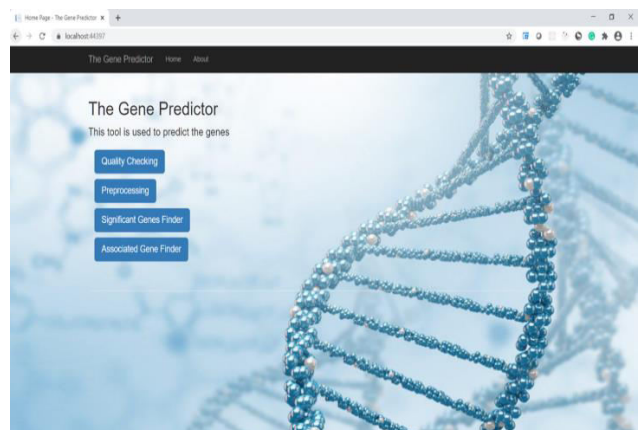 Home Page - The Gene Predictor
localhost:44397
The Gene Predictor Home About
The Gene Predictor
This tool is used to predict the genes
Quality Checking
Preprocessing
Significant Genes Finder
Associated Gene Finder